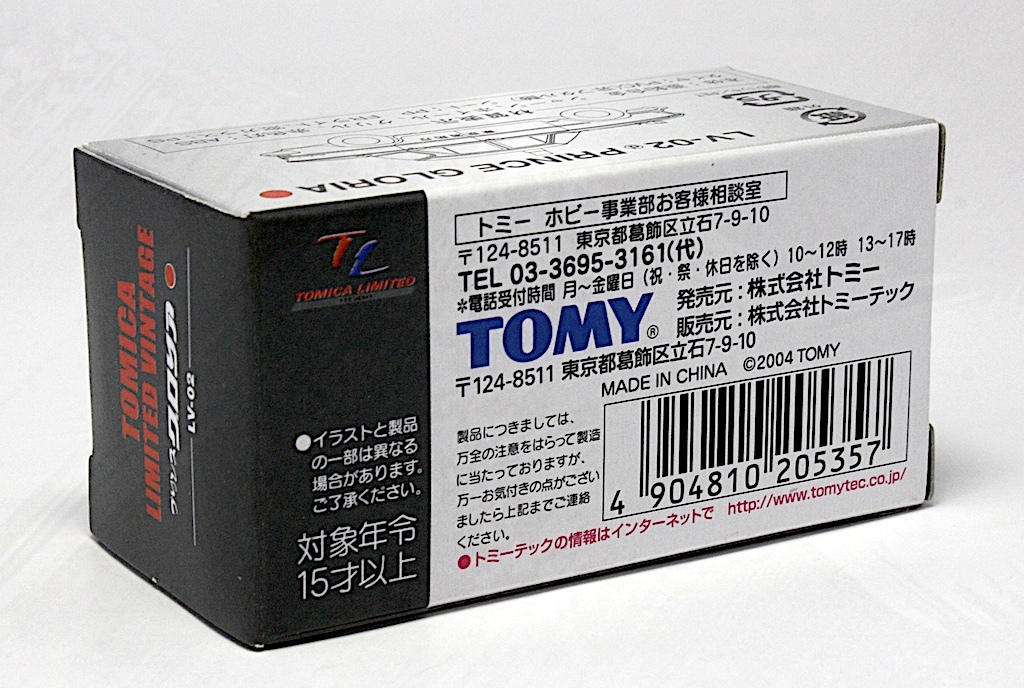 LV-02a PRINCE GLORIA
TOMICA
LIMITED VINTAGE
LV-02
TL
TOMICA LIMITED
●イラストと製品
の一部は異なる
場合があります。
ご了承ください。
対象年令
15才以上
トミー ホビー事業部お客様相談室
〒124-8511 東京都葛飾区立石7-9-10
TEL 03-3695-3161(代)
*電話受付時間 月〜金曜日(祝・祭・休日を除く) 10〜12時 13〜17時
TOMY®
発売元:株式会社トミー
販売元:株式会社トミーテック
〒124-8511 東京都葛飾区立石7-9-10
MADE IN CHINA ©2004 TOMY
製品につきましては、
万全の注意をはらって製造
に当たっておりますが、
万一お気付きの点がござい
ましたら上記までご連絡
ください。
4 904810 205357
●トミーテックの情報はインターネットで http://www.tomytec.co.jp/